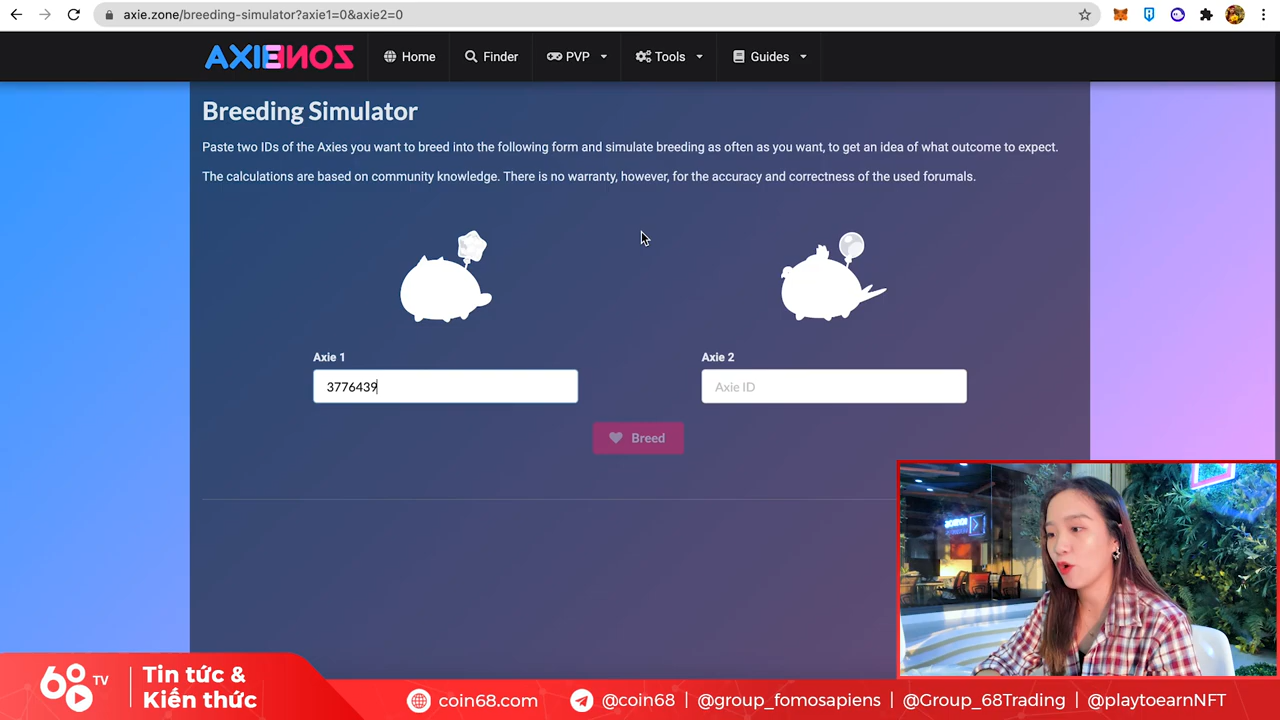 axie.zone/breeding-simulator?axie1=0&axie2=0
AXIE ZONE
Home
Finder
PVP
Tools
Guides
Breeding Simulator
Paste two IDs of the Axies you want to breed into the following form and simulate breeding as often as you want, to get an idea of what outcome to expect.
The calculations are based on community knowledge. There is no warranty, however, for the accuracy and correctness of the used forumals.
Axie 1
Axie 2
3776439
Axie ID
Breed
68 TV
Tin tức &
Kiến thức
coin68.com
@coin68 | @group_fomosapiens | @Group_68Trading | @playtoearnNFT